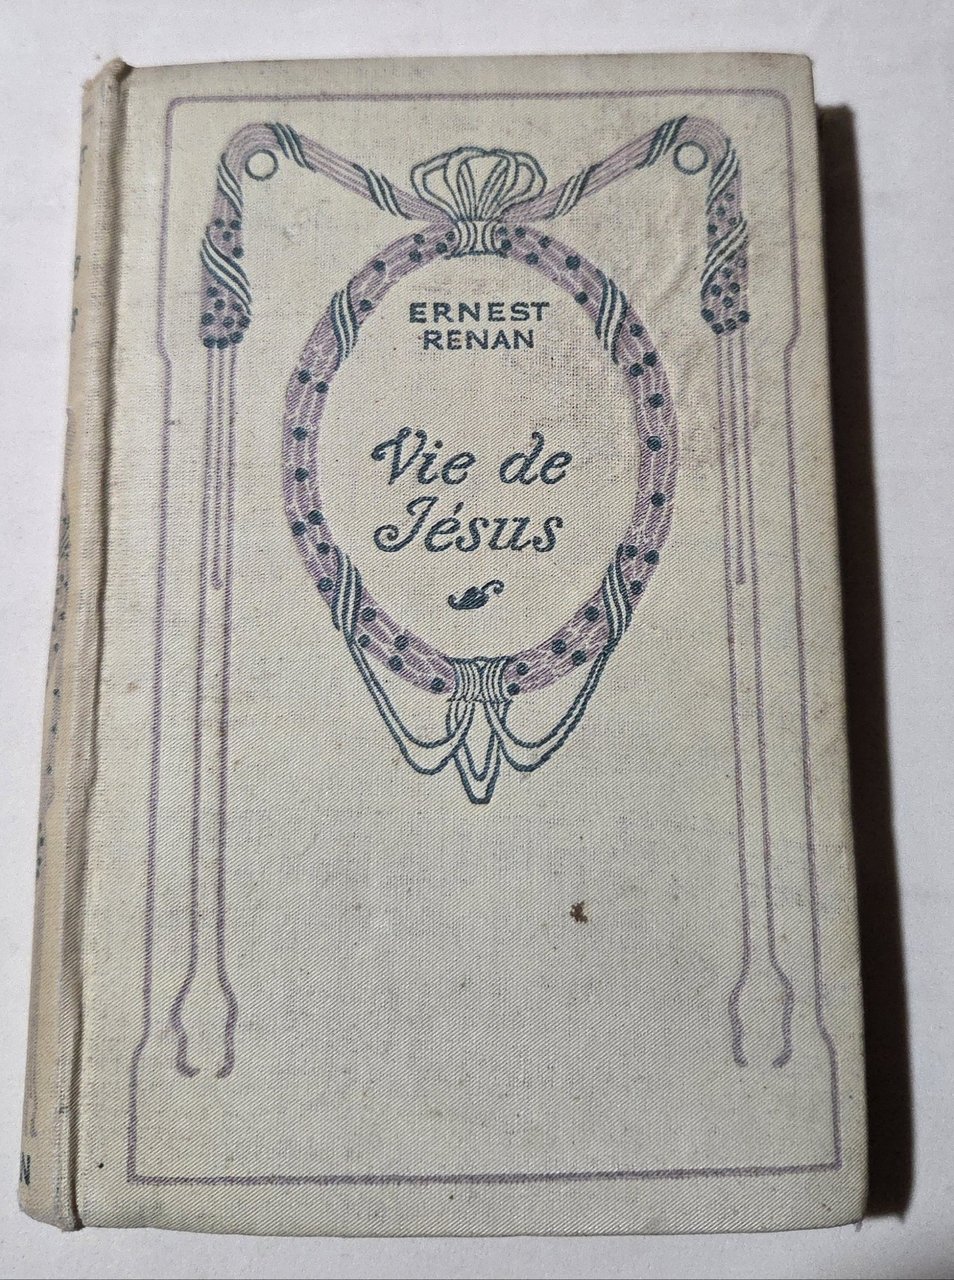 ERNEST
RENAN
Vie de
Jésus